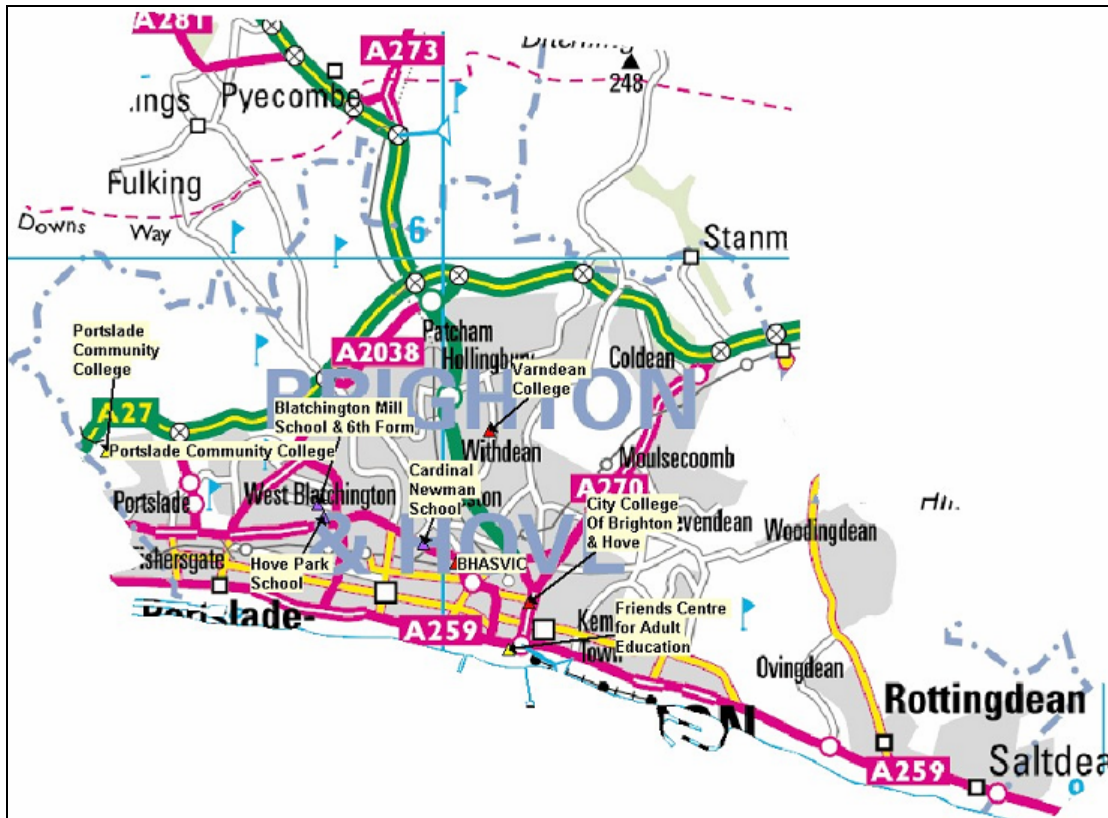 A281
A273
248
Pyecombe
Fulking
Downs Way
6
Stanm
Portslade
Community
College
Patcham
A2038
Hollingbury
Varndean
College
Coldean
BRIGHTON
A27
Blatchington Mill
School & 6th Form
Portslade Community College
Withdean
Moulsecoomb
Cardinal
Newman
School
A270
Portslade
West Blatchington
City College
Of Brighton
& Hove
Woodingdean
& HOVE
Hove Park
School
BHASVIC
A259
Friends Centre
for Adult
Education
Kem
Town
Ovingdean
Rottingdean
A259
Saltdea